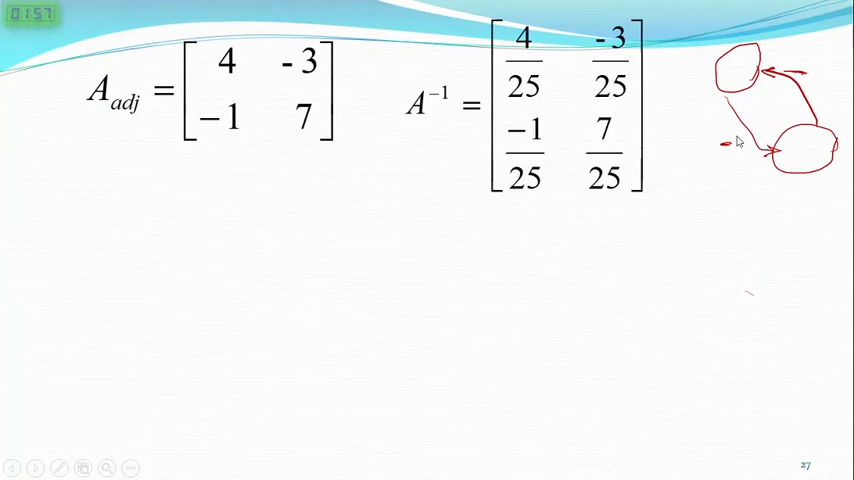 01:57
A_adj = [ 4 -3
-1 7 ]
A^-1 = [ 4/25 -3/25
-1/25 7/25 ]
27